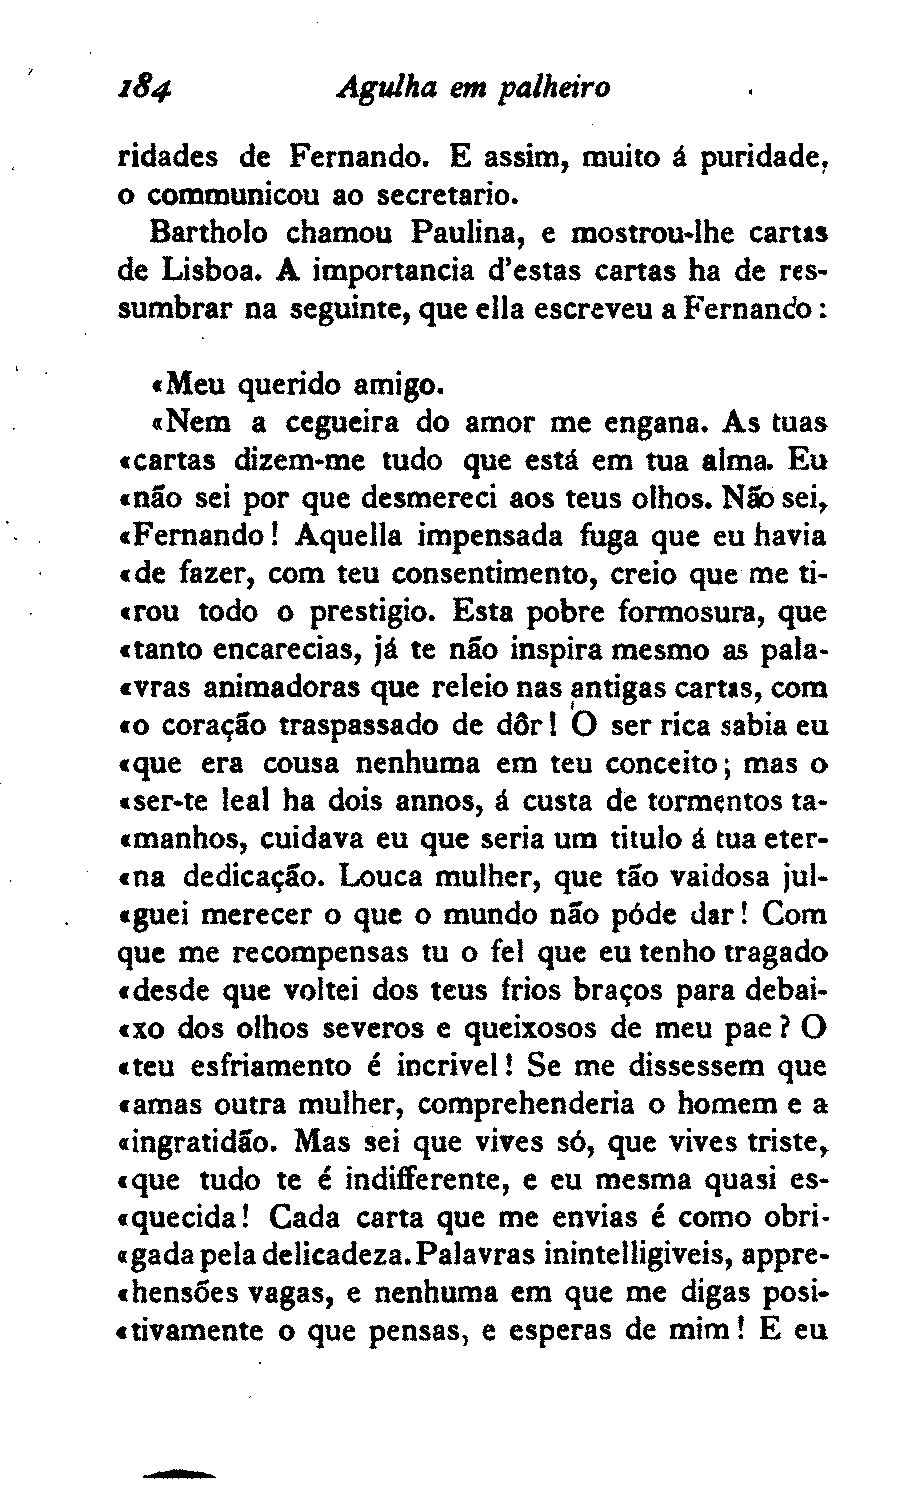 184 Agulha em palheiro
ridades de Fernando. E assim, muito á puridade,
o communicou ao secretario.
Bartholo chamou Paulina, e mostrou-lhe cartas
de Lisboa. A importancia d'estas cartas ha de res-
sumbrar na seguinte, que ella escreveu a Fernando:
«Meu querido amigo.
«Nem a cegueira do amor me engana. As tuas
«cartas dizem-me tudo que está em tua alma. Eu
«não sei por que desmereci aos teus olhos. Não sei,
«Fernando! Aquella impensada fuga que eu havia
«de fazer, com teu consentimento, creio que me ti-
«rou todo o prestigio. Esta pobre formosura, que
«tanto encarecias, já te não inspira mesmo as pala-
«vras animadoras que releio nas antigas cartas, com
«o coração traspassado de dôr! O ser rica sabia eu
«que era cousa nenhuma em teu conceito; mas o
«ser-te leal ha dois annos, á custa de tormentos ta-
«manhos, cuidava eu que seria um titulo á tua eter-
«na dedicação. Louca mulher, que tão vaidosa jul-
«guei merecer o que o mundo não póde dar! Com
que me recompensas tu o fel que eu tenho tragado
«desde que voltei dos teus frios braços para debai-
«xo dos olhos severos e queixosos de meu pae? O
«teu esfriamento é incrivel! Se me dissessem que
«amas outra mulher, comprehenderia o homem e a
«ingratidão. Mas sei que vives só, que vives triste,
«que tudo te é indifferente, e eu mesma quasi es-
«quecida! Cada carta que me envias é como obri-
«gada pela delicadeza. Palavras inintelligiveis, appre-
«hensões vagas, e nenhuma em que me digas posi-
«tivamente o que pensas, e esperas de mim! E eu